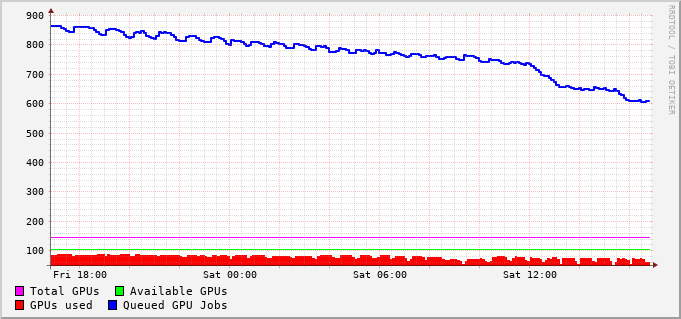 900
800
700
600
500
400
300
200
100
Fri 18:00 Sat 00:00 Sat 06:00 Sat 12:00
Total GPUs Available GPUs
GPUs used Queued GPU Jobs
RRDTOOL / TOBI OETIKER